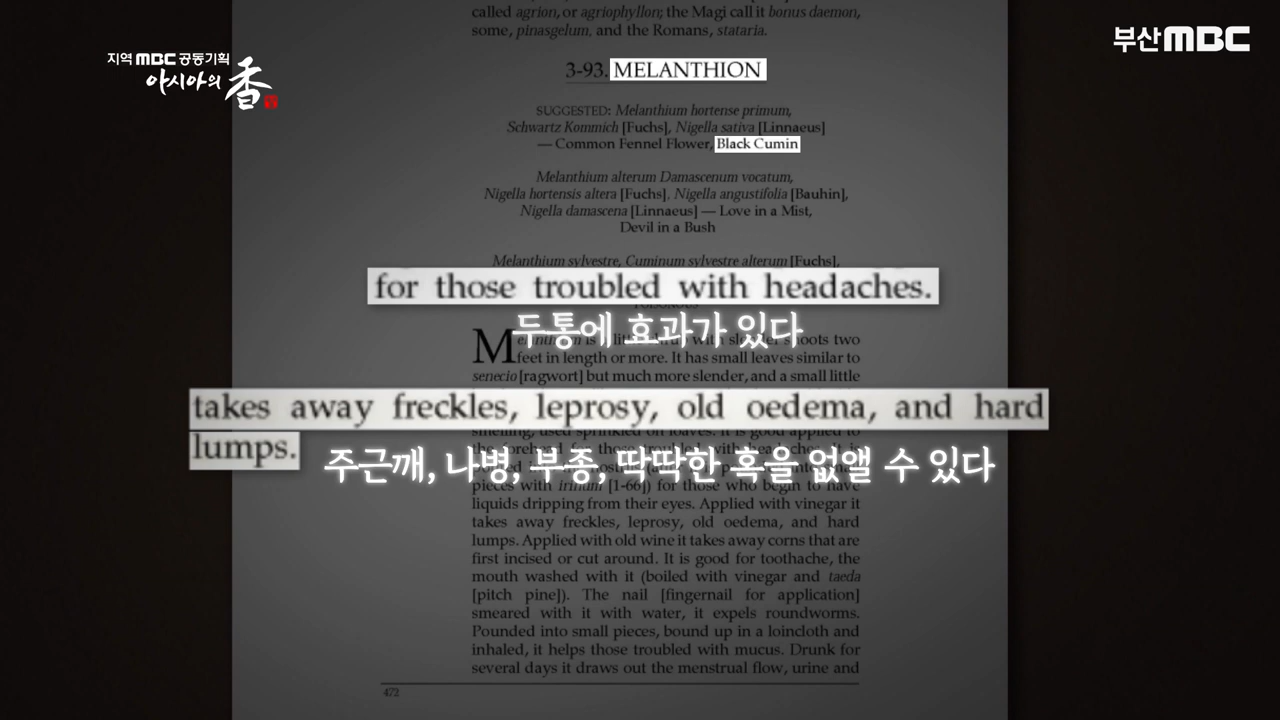 지역 MBC 공동기획
아시아의 香
부산MBC
called agrion, or agriophyllon; the Magi call it bonus daemon,
some, pinasgelum, and the Romans, stataria.
3-93. MELANTHION
SUGGESTED: Melanthium hortense primum,
Schwartz Kommich [Fuchs], Nigella sativa [Linnaeus]
— Common Fennel Flower, Black Cumin
Melanthium alterum Damascenum vocatum,
Nigella hortensis altera [Fuchs], Nigella angustifolia [Bauhin],
Nigella damascena [Linnaeus] — Love in a Mist,
Devil in a Bush
Melanthium sylvestre, Cuminum sylvestre alterum [Fuchs],
for those troubled with headaches.
두통에 효과가 있다
feet in length or more. It has small leaves similar to
senecio [ragwort] but much more slender, and a small little
takes away freckles, leprosy, old oedema, and hard
lumps.
주근깨, 나병, 부종, 딱딱한 혹을 없앨 수 있다
pieces with irinum [1-66]) for those who begin to have
liquids dripping from their eyes. Applied with vinegar it
takes away freckles, leprosy, old oedema, and hard
lumps. Applied with old wine it takes away corns that are
first incised or cut around. It is good for toothache, the
mouth washed with it (boiled with vinegar and taeda
[pitch pine]). The nail [fingernail for application]
smeared with it with water, it expels roundworms.
Pounded into small pieces, bound up in a loincloth and
inhaled, it helps those troubled with mucus. Drunk for
several days it draws out the menstrual flow, urine and
472